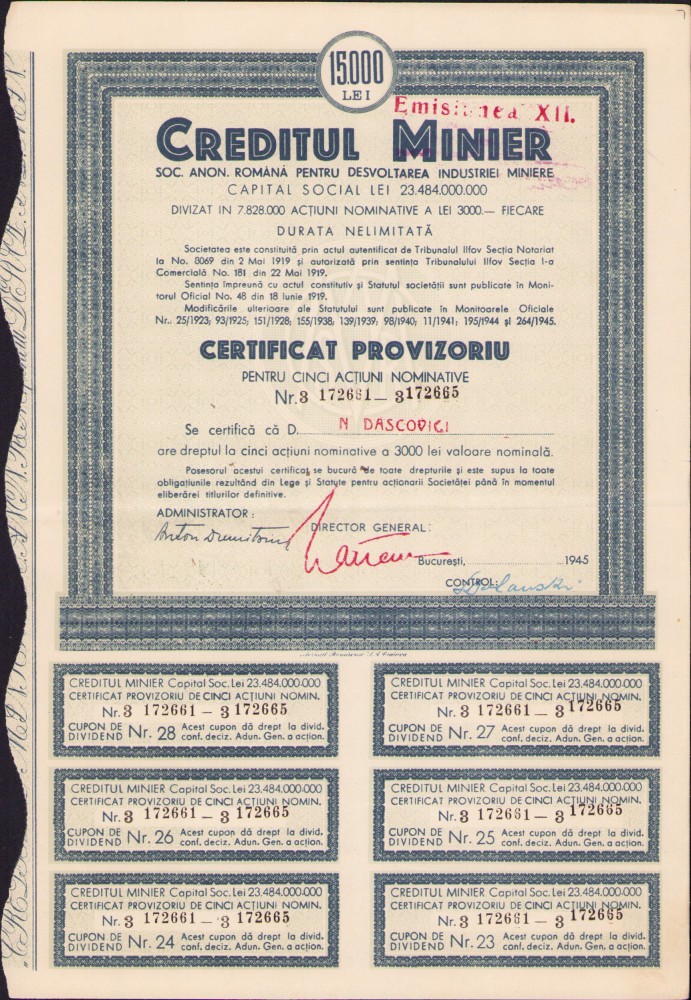 15.000
LEI
Emisiunea XII.
CREDITUL MINIER
SOC. ANON. ROMÂNĂ PENTRU DESVOLTAREA INDUSTRIEI MINIERE
CAPITAL SOCIAL LEI 23.484.000.000
DIVIZAT IN 7.828.000 ACȚIUNI NOMINATIVE A LEI 3000.— FIECARE
DURATA NELIMITATĂ
Societatea este constituită prin actul autentificat de Tribunalul Ilfov Secția Notariat
la No. 8069 din 2 Mai 1919 și autorizată prin sentința Tribunalului Ilfov Secția I-a
Comercială No. 181 din 22 Mai 1919.
Sentința împreună cu actul constitutiv și Statutul societății sunt publicate în Moni-
torul Oficial No. 48 din 18 Iunie 1919.
Modificările ulterioare ale Statutului sunt publicate în Monitoarele Oficiale
Nr.: 25/1923; 93/1925; 151/1928; 155/1938; 139/1939; 98/1940; 11/1941; 195/1944 și 264/1945.
CERTIFICAT PROVIZORIU
PENTRU CINCI ACȚIUNI NOMINATIVE
Nr. 3 172661 — 3 172665
Se certifică că D. N DASCOVICI
are dreptul la cinci acțiuni nominative a 3000 lei valoare nominală.
Posesorul acestui certificat se bucură de toate drepturile și este supus la toate
obligațiunile rezultând din Lege și Statute pentru acționarii Societății până în momentul
eliberării titlurilor definitive.
ADMINISTRATOR: DIRECTOR GENERAL:
București, 1945
CONTROL:
CREDITUL MINIER Capital Soc. Lei 23.484.000.000
CERTIFICAT PROVIZORIU DE CINCI ACȚIUNI NOMIN.
Nr. 3 172661 — 3 172665
CUPON DE DIVIDEND Nr. 28 Acest cupon dă drept la divid. conf. deciz. Adun. Gen. a acțion.
CREDITUL MINIER Capital Soc. Lei 23.484.000.000
CERTIFICAT PROVIZORIU DE CINCI ACȚIUNI NOMIN.
Nr. 3 172661 — 3 172665
CUPON DE DIVIDEND Nr. 27 Acest cupon dă drept la divid. conf. deciz. Adun. Gen. a acțion.
CREDITUL MINIER Capital Soc. Lei 23.484.000.000
CERTIFICAT PROVIZORIU DE CINCI ACȚIUNI NOMIN.
Nr. 3 172661 — 3 172665
CUPON DE DIVIDEND Nr. 26 Acest cupon dă drept la divid. conf. deciz. Adun. Gen. a acțion.
CREDITUL MINIER Capital Soc. Lei 23.484.000.000
CERTIFICAT PROVIZORIU DE CINCI ACȚIUNI NOMIN.
Nr. 3 172661 — 3 172665
CUPON DE DIVIDEND Nr. 25 Acest cupon dă drept la divid. conf. deciz. Adun. Gen. a acțion.
CREDITUL MINIER Capital Soc. Lei 23.484.000.000
CERTIFICAT PROVIZORIU DE CINCI ACȚIUNI NOMIN.
Nr. 3 172661 — 3 172665
CUPON DE DIVIDEND Nr. 24 Acest cupon dă drept la divid. conf. deciz. Adun. Gen. a acțion.
CREDITUL MINIER Capital Soc. Lei 23.484.000.000
CERTIFICAT PROVIZORIU DE CINCI ACȚIUNI NOMIN.
Nr. 3 172661 — 3 172665
CUPON DE DIVIDEND Nr. 23 Acest cupon dă drept la divid. conf. deciz. Adun. Gen. a acțion.